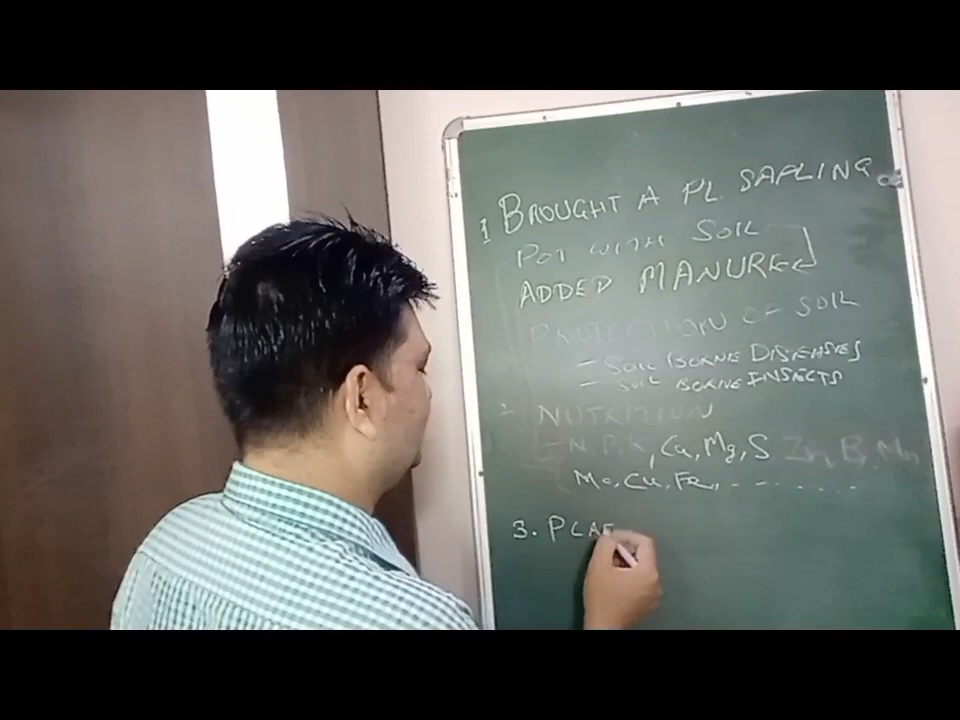 1 BROUGHT A PL SAPLING
POT WITH SOIL
ADDED MANURE
PROTECTION OF SOIL
- SOIL BORNE DISEASES
- SOIL BORNE INSECTS
2- NUTRITION
- N, P, K, Ca, Mg, S Zn, B, Mn,
Mo, Cu, Fe, - - - . . . . .
3. PLA